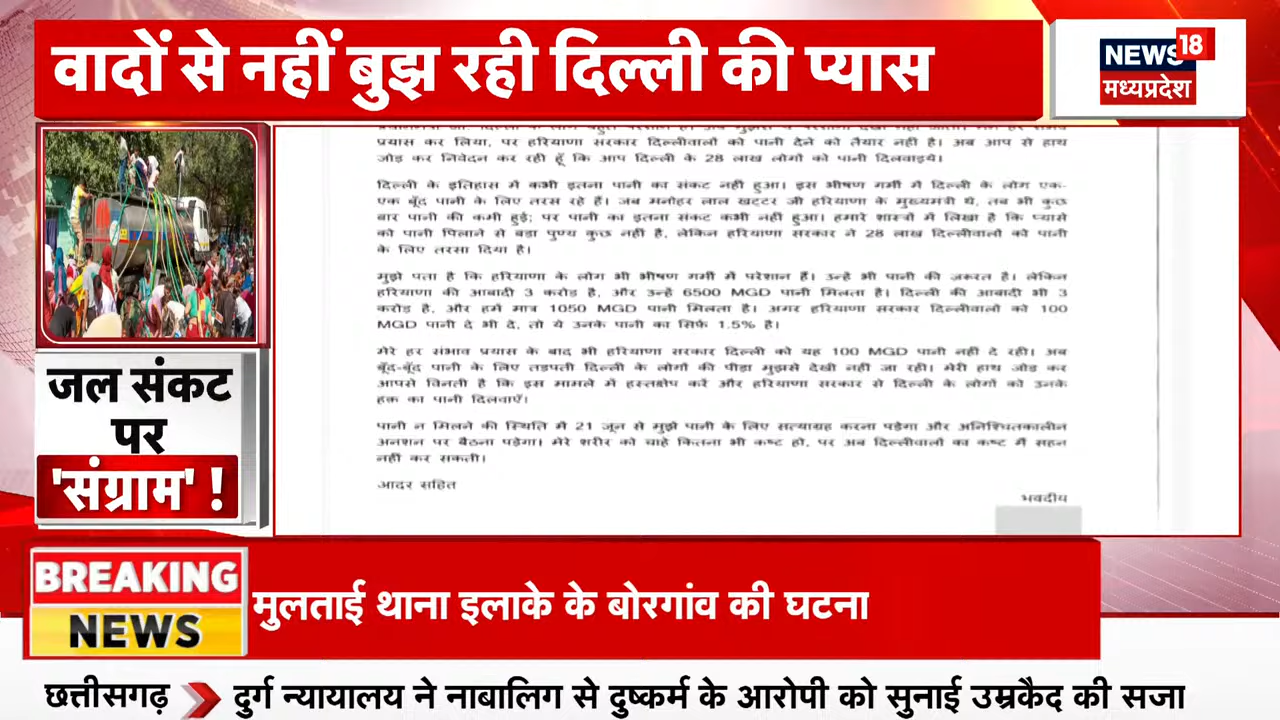 वादों से नहीं बुझ रही दिल्ली की प्यास
NEWS18
मध्यप्रदेश
प्रयास कर लिया, पर हरियाणा सरकार दिल्लीवालों को पानी देने को तैयार नहीं है। अब आप से हाथ
जोड़ कर निवेदन कर रही हूँ कि आप दिल्ली के 28 लाख लोगों को पानी दिलवाइये।
दिल्ली के इतिहास में कभी इतना पानी का संकट नहीं हुआ। इस भीषण गर्मी में दिल्ली के लोग एक-
एक बूँद पानी के लिए तरस रहे हैं। जब मनोहर लाल खट्टर जी हरियाणा के मुख्यमंत्री थे, तब भी कुछ
बार पानी की कमी हुई; पर पानी का इतना संकट कभी नहीं हुआ। हमारे शास्त्रों में लिखा है कि प्यासे
को पानी पिलाने से बड़ा पुण्य कुछ नहीं है, लेकिन हरियाणा सरकार ने 28 लाख दिल्लीवालों को पानी
के लिए तरसा दिया है।
मुझे पता है कि हरियाणा के लोग भी भीषण गर्मी में परेशान हैं। उन्हें भी पानी की ज़रूरत है। लेकिन
हरियाणा की आबादी 3 करोड़ है, और उन्हें 6500 MGD पानी मिलता है। दिल्ली की आबादी भी 3
करोड़ है, और हमें मात्र 1050 MGD पानी मिलता है। अगर हरियाणा सरकार दिल्लीवालों को 100
MGD पानी दे भी दे, तो ये उनके पानी का सिर्फ 1.5% है।
मेरे हर संभाव प्रयास के बाद भी हरियाणा सरकार दिल्ली को यह 100 MGD पानी नहीं दे रही। अब
बूँद-बूँद पानी के लिए तड़पती दिल्ली के लोगों की पीड़ा मुझसे देखी नहीं जा रही। मेरी हाथ जोड़ कर
आपसे विनती है कि इस मामले में हस्तक्षेप करें और हरियाणा सरकार से दिल्ली के लोगों को उनके
हक़ का पानी दिलवाएँ।
पानी न मिलने की स्थिति में 21 जून से मुझे पानी के लिए सत्याग्रह करना पड़ेगा और अनिश्चितकालीन
अनशन पर बैठना पड़ेगा। मेरे शरीर को चाहे कितना भी कष्ट हो, पर अब दिल्लीवालों का कष्ट मैं सहन
नहीं कर सकती।
आदर सहित
भवदीय
जल संकट
पर
'संग्राम' !
BREAKING
NEWS
मुलताई थाना इलाके के बोरगांव की घटना
छत्तीसगढ़ दुर्ग न्यायालय ने नाबालिग से दुष्कर्म के आरोपी को सुनाई उम्रकैद की सजा